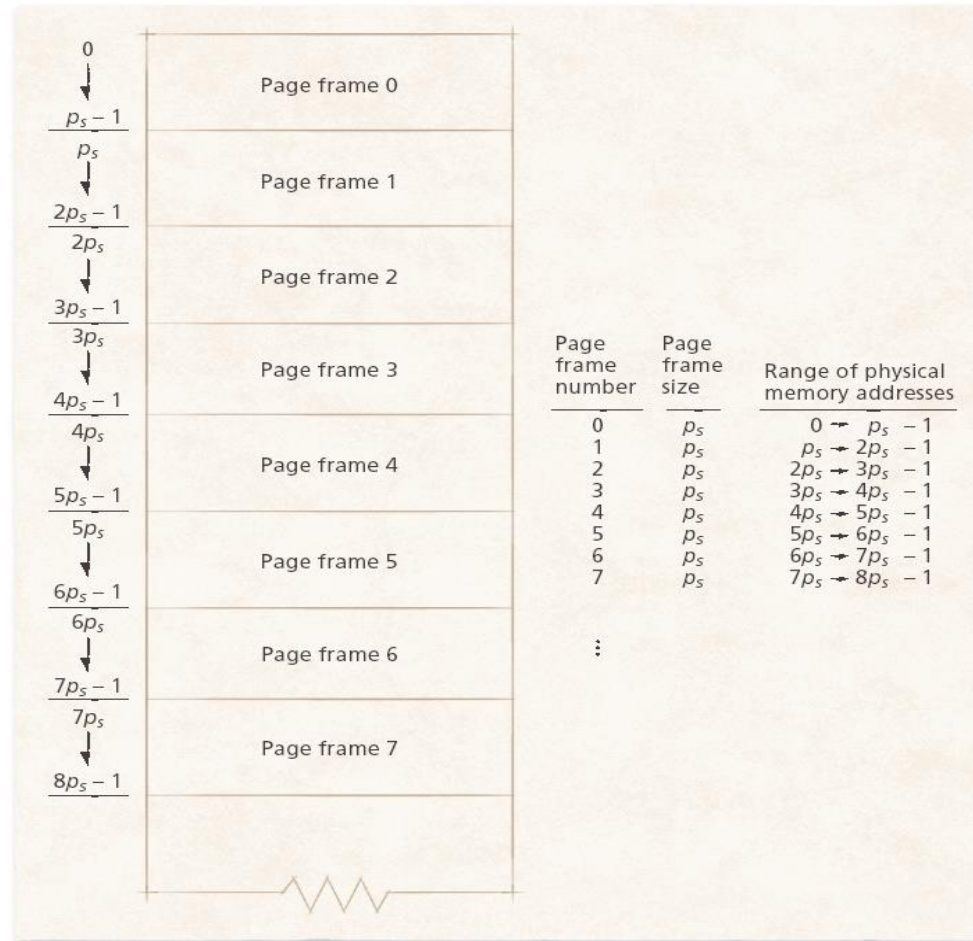 0
pₛ – 1
pₛ
2pₛ – 1
2pₛ
3pₛ – 1
3pₛ
4pₛ – 1
4pₛ
5pₛ – 1
5pₛ
6pₛ – 1
6pₛ
7pₛ – 1
7pₛ
8pₛ – 1
Page frame 0
Page frame 1
Page frame 2
Page frame 3
Page frame 4
Page frame 5
Page frame 6
Page frame 7
Page frame number
Page frame size
Range of physical memory addresses
0 pₛ 0 → pₛ – 1
1 pₛ pₛ → 2pₛ – 1
2 pₛ 2pₛ → 3pₛ – 1
3 pₛ 3pₛ → 4pₛ – 1
4 pₛ 4pₛ → 5pₛ – 1
5 pₛ 5pₛ → 6pₛ – 1
6 pₛ 6pₛ → 7pₛ – 1
7 pₛ 7pₛ → 8pₛ – 1
⋮